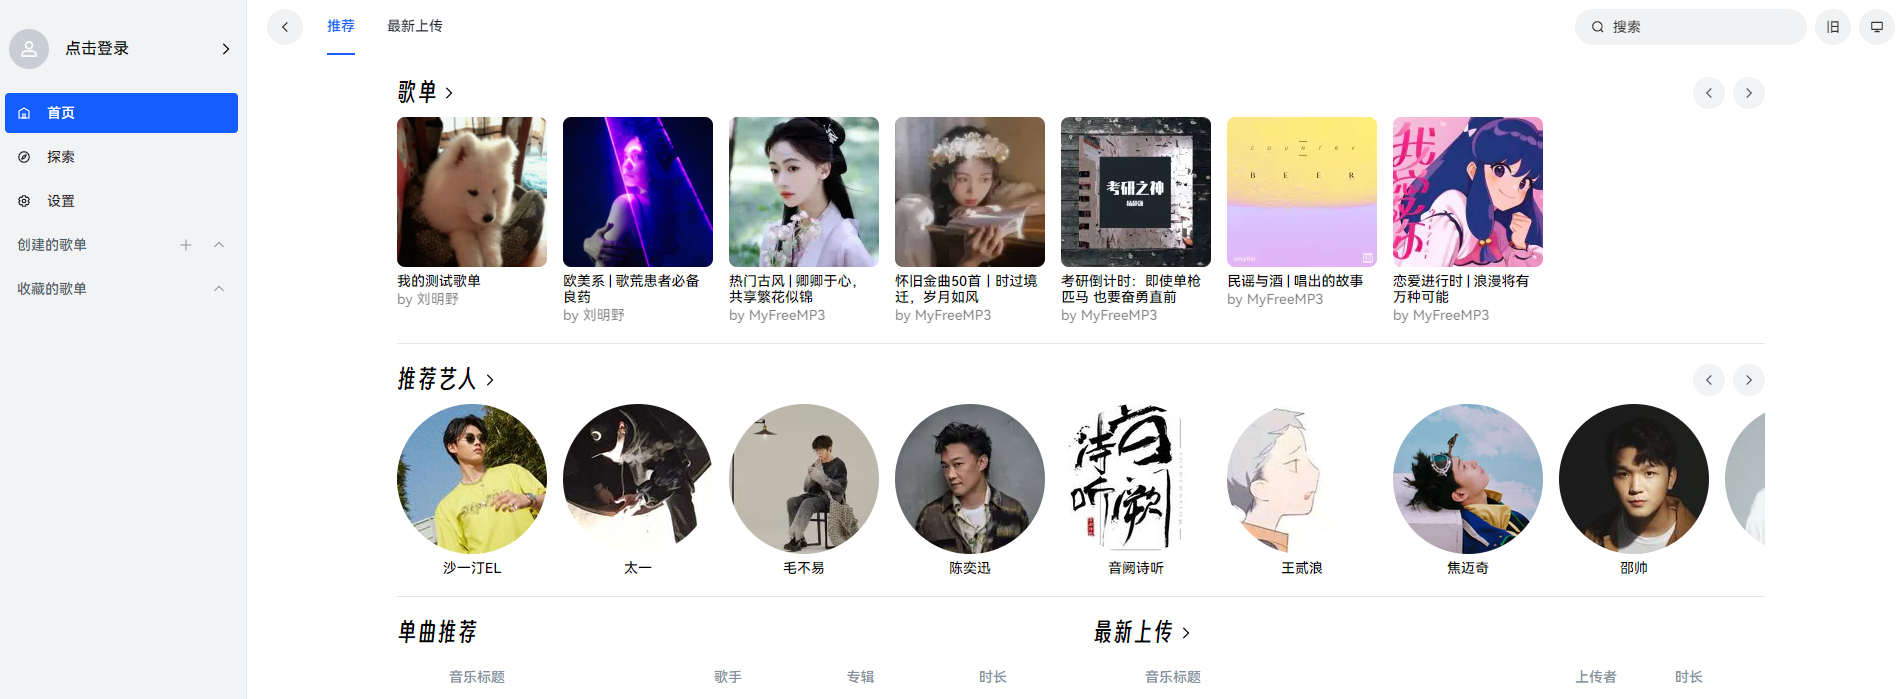 点击登录
首页
探索
设置
创建的歌单
收藏的歌单
推荐 最新上传
搜索 旧
歌单
考研之神
counter
BEER
我恋爱了
我的测试歌单
by 刘明野
欧美系 | 歌荒患者必备
良药
by 刘明野
热门古风 | 卿卿于心，
共享繁花似锦
by MyFreeMP3
怀旧金曲50首丨时过境
迁，岁月如风
by MyFreeMP3
考研倒计时：即使单枪
匹马 也要奋勇直前
by MyFreeMP3
民谣与酒 | 唱出的故事
by MyFreeMP3
恋爱进行时 | 浪漫将有
万种可能
by MyFreeMP3
推荐艺人
音阙诗听
沙一汀EL
太一
毛不易
陈奕迅
音阙诗听
王贰浪
焦迈奇
邵帅
单曲推荐
音乐标题 歌手 专辑 时长
最新上传
音乐标题 上传者 时长